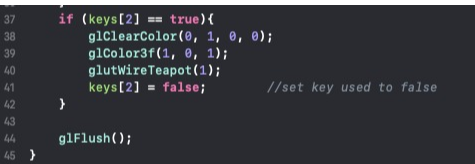 37 if (keys[2] == true){
38 glClearColor(0, 1, 0, 0);
39 glColor3f(1, 0, 1);
40 glutWireTeapot(1);
41 keys[2] = false; //set key used to false
42 }
43
44 glFlush();
45 }